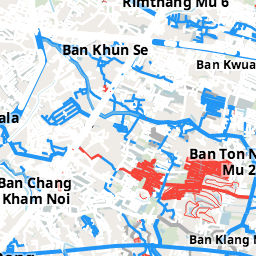 Rimthang Mu 6
Ban Khun Se
Ban Kwua
ala
Ban Ton N
Mu 2
Ban Chang
Kham Noi
Ban Klang M